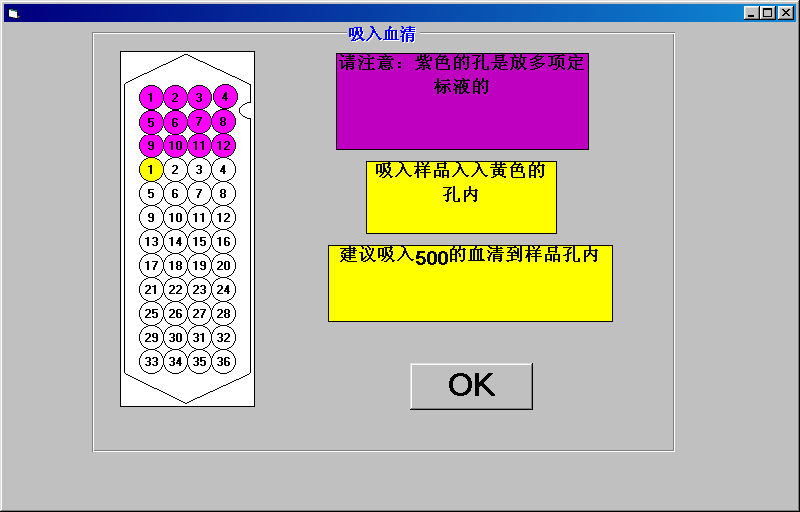 吸入血清
1 2 3 4
5 6 7 8
9 10 11 12
1 2 3 4
5 6 7 8
9 10 11 12
13 14 15 16
17 18 19 20
21 22 23 24
25 26 27 28
29 30 31 32
33 34 35 36
请注意：紫色的孔是放多项定
标液的
吸入样品入入黄色的
孔内
建议吸入500的血清到样品孔内
OK